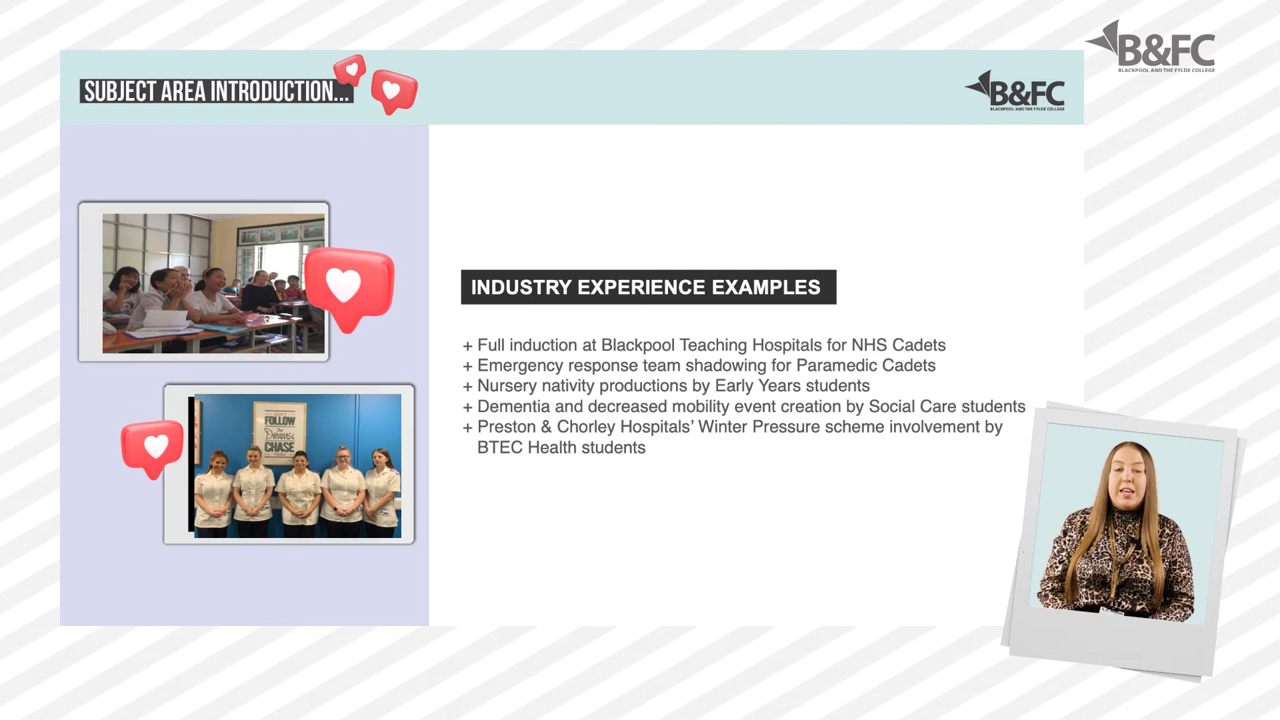 B&FC
BLACKPOOL AND THE FYLDE COLLEGE
SUBJECT AREA INTRODUCTION...
B&FC
BLACKPOOL AND THE FYLDE COLLEGE
INDUSTRY EXPERIENCE EXAMPLES
+ Full induction at Blackpool Teaching Hospitals for NHS Cadets
+ Emergency response team shadowing for Paramedic Cadets
+ Nursery nativity productions by Early Years students
+ Dementia and decreased mobility event creation by Social Care students
+ Preston & Chorley Hospitals’ Winter Pressure scheme involvement by
BTEC Health students
FOLLOW
Dreams
CHASE